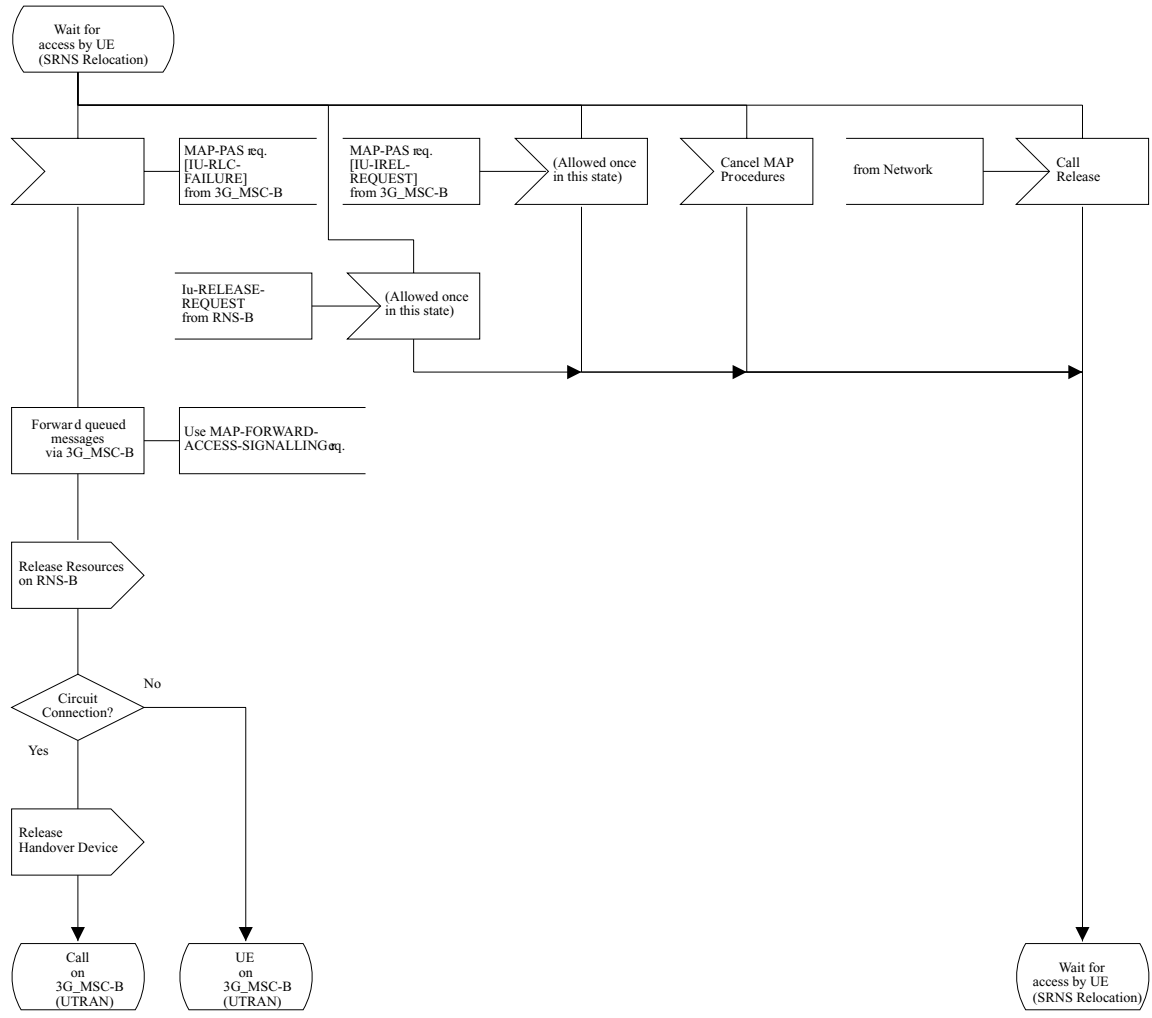 Wait for
access by UE
(SRNS Relocation)
MAP-PAS req.
[IU-RLC-
FAILURE]
from 3G_MSC-B
MAP-PAS req.
[IU-IREL-
REQUEST]
from 3G_MSC-B
(Allowed once
in this state)
Cancel MAP
Procedures
from Network
Call
Release
Iu-RELEASE-
REQUEST
from RNS-B
(Allowed once
in this state)
Forward queued
messages
via 3G_MSC-B
Use MAP-FORWARD-
ACCESS-SIGNALLING req.
Release Resources
on RNS-B
Circuit
Connection?
No
Yes
Release
Handover Device
Call
on
3G_MSC-B
(UTRAN)
UE
on
3G_MSC-B
(UTRAN)
Wait for
access by UE
(SRNS Relocation)